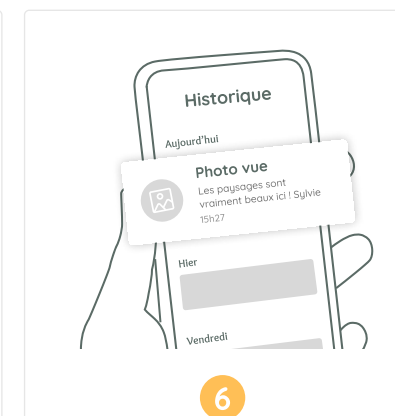 Historique
Aujourd'hui
Photo vue
Les paysages sont
vraiment beaux ici ! Sylvie
15h27
Hier
Vendredi
6